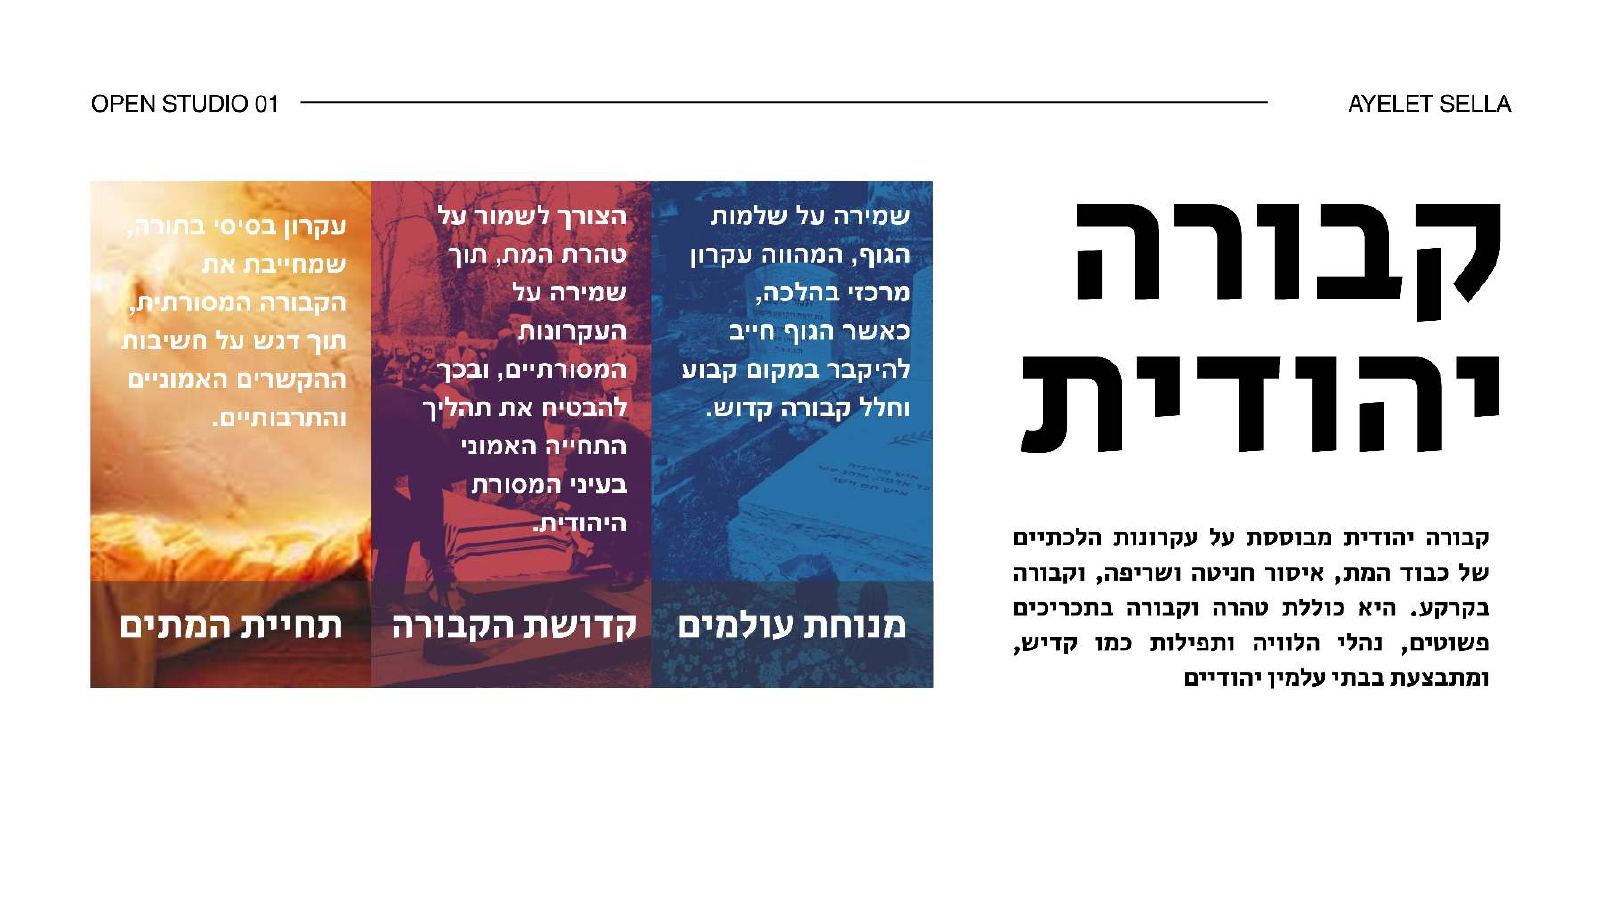 OPEN STUDIO 01
AYELET SELLA
קבורה
יהודית
קבורה יהודית מבוססת על עקרונות הלכתיים
של כבוד המת, איסור חניטה ושריפה, וקבורה
בקרקע. היא כוללת טהרה וקבורה בתכריכים
פשוטים, נהלי הלוויה ותפילות כמו קדיש,
ומתבצעת בבתי עלמין יהודיים
שמירה על שלמות
הגוף, המהווה עקרון
מרכזי בהלכה,
כאשר הגוף חייב
להיקבר במקום קבוע
וחלל קבורה קדוש.
מנוחת עולמים
הצורך לשמור על
טהרת המת, תוך
שמירה על
העקרונות
המסורתיים, ובכך
להבטיח את תהליך
התחייה האמוני
בעיני המסורת
היהודית.
קדושת הקבורה
עקרון בסיסי בתורה,
שמחייבת את
הקבורה המסורתית,
תוך דגש על חשיבות
ההקשרים האמוניים
והתרבותיים.
תחיית המתים